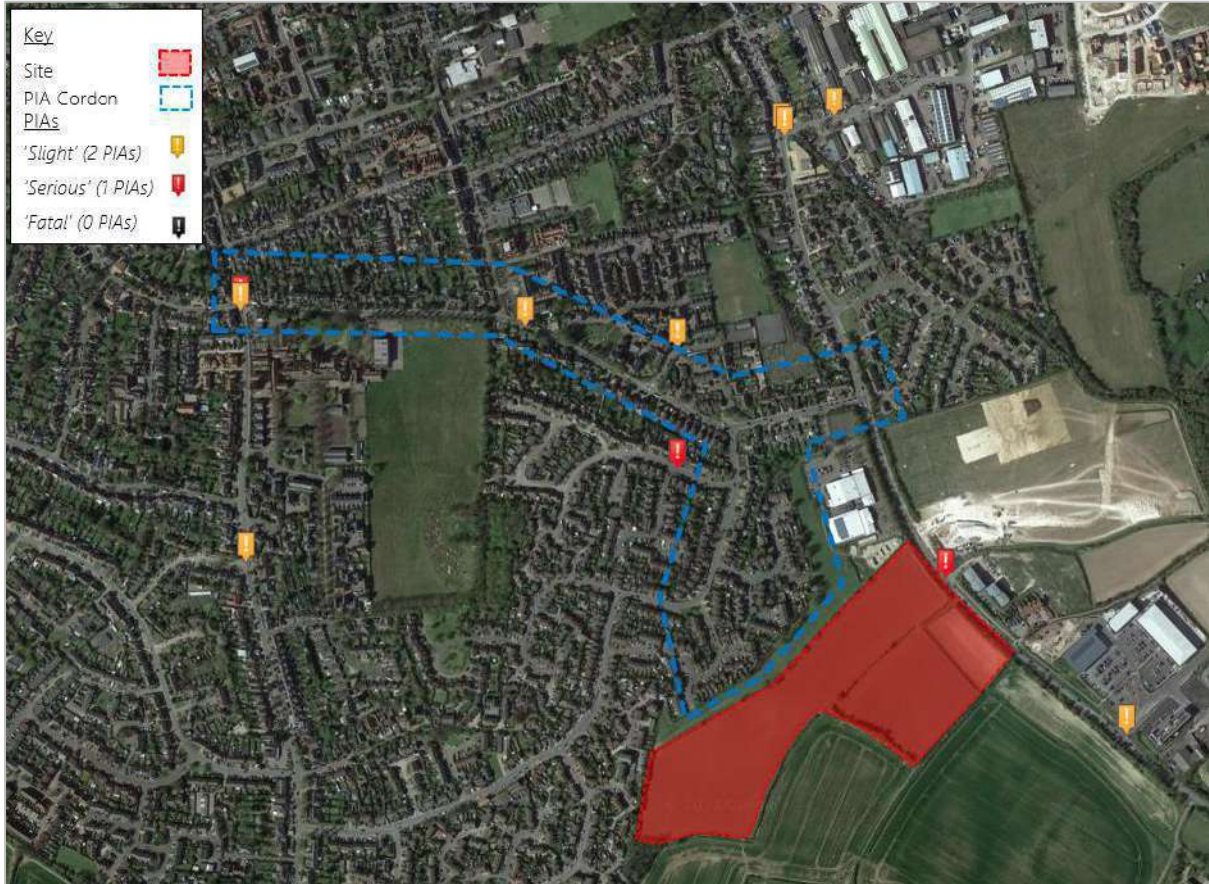 Key
Site
PIA Cordon
PIAs
'Slight' (2 PIAs)
'Serious' (1 PIAs)
'Fatal' (0 PIAs)